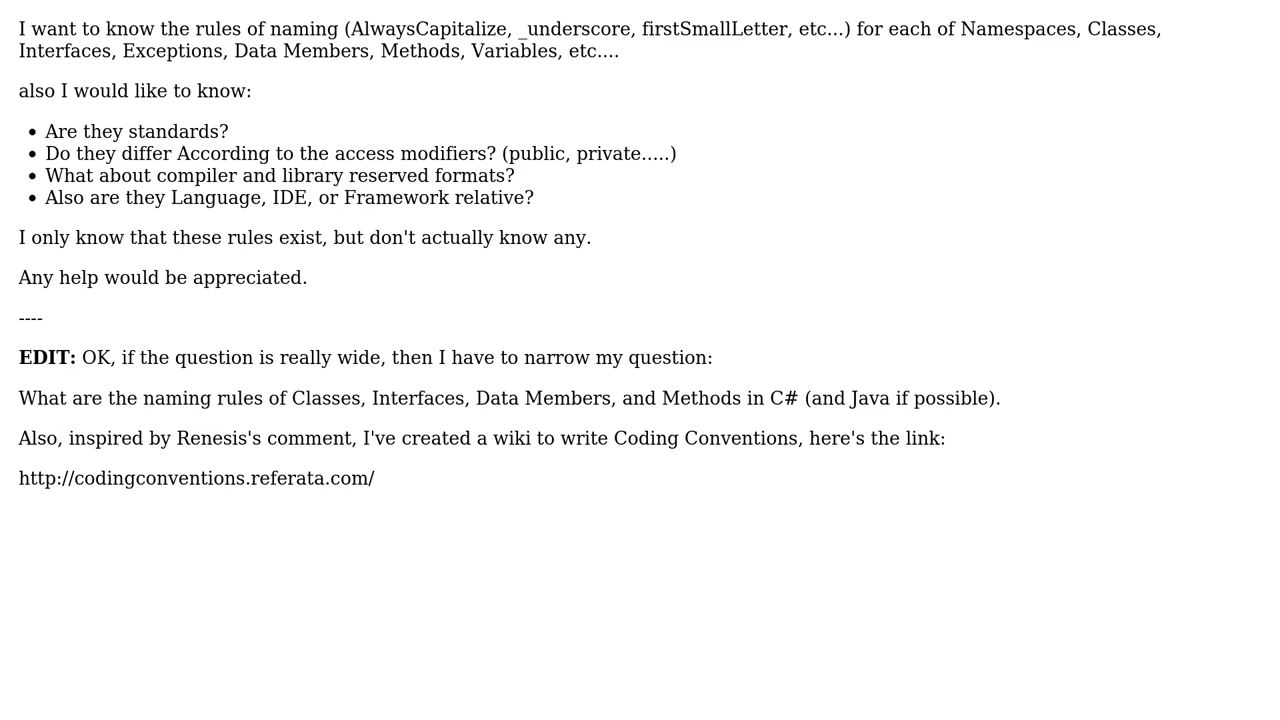 I want to know the rules of naming (AlwaysCapitalize, _underscore, firstSmallLetter, etc...) for each of Namespaces, Classes,
Interfaces, Exceptions, Data Members, Methods, Variables, etc....
also I would like to know:
• Are they standards?
• Do they differ According to the access modifiers? (public, private.....)
• What about compiler and library reserved formats?
• Also are they Language, IDE, or Framework relative?
I only know that these rules exist, but don't actually know any.
Any help would be appreciated.
----
EDIT: OK, if the question is really wide, then I have to narrow my question:
What are the naming rules of Classes, Interfaces, Data Members, and Methods in C# (and Java if possible).
Also, inspired by Renesis's comment, I've created a wiki to write Coding Conventions, here's the link:
http://codingconventions.referata.com/